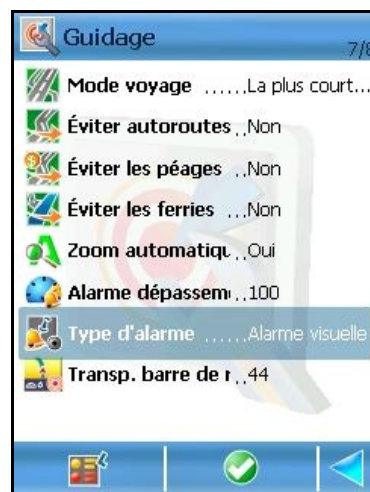 Guidage
7/8
Mode voyage ......La plus court...
Éviter autoroutes..Non
Éviter les péages ..Non
Éviter les ferries ...Non
Zoom automatiqu..Oui
Alarme dépassem..100
Type d'alarme ......Alarme visuelle
Transp. barre de r..44